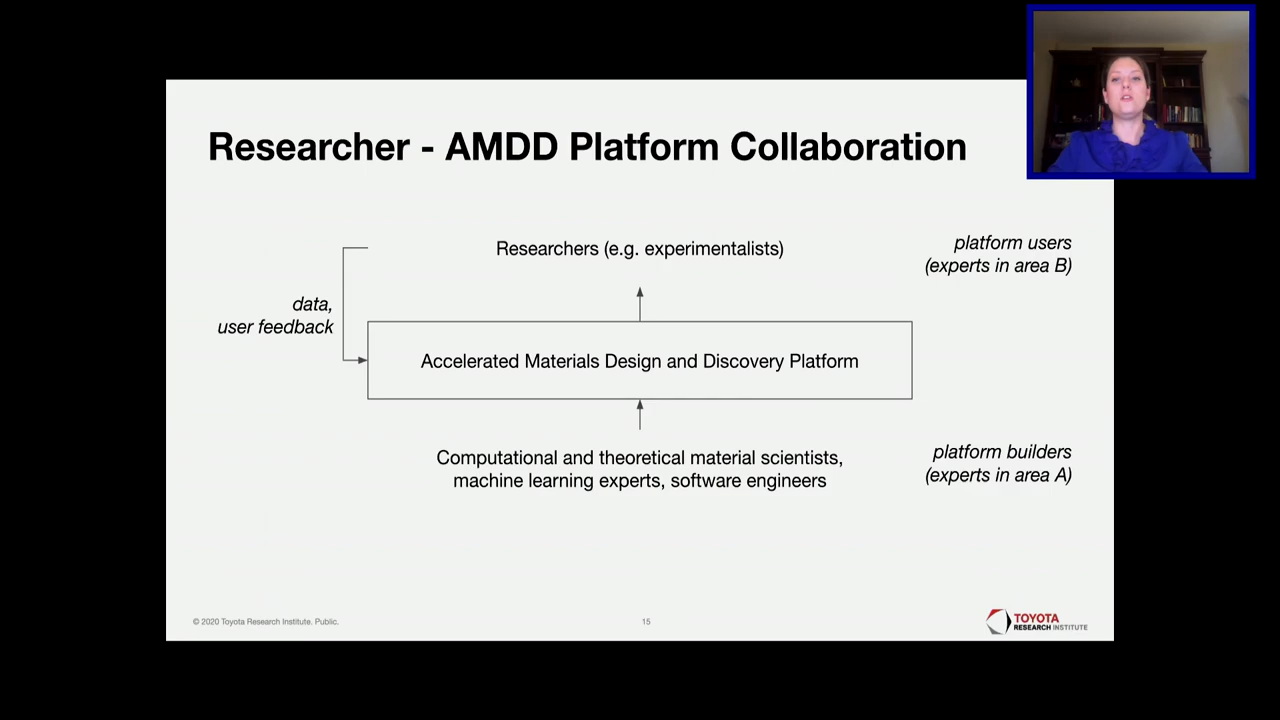 Researcher - AMDD Platform Collaboration
Researchers (e.g. experimentalists)
platform users
(experts in area B)
data,
user feedback
Accelerated Materials Design and Discovery Platform
Computational and theoretical material scientists,
machine learning experts, software engineers
platform builders
(experts in area A)
© 2020 Toyota Research Institute. Public.
15
TOYOTA
RESEARCH INSTITUTE